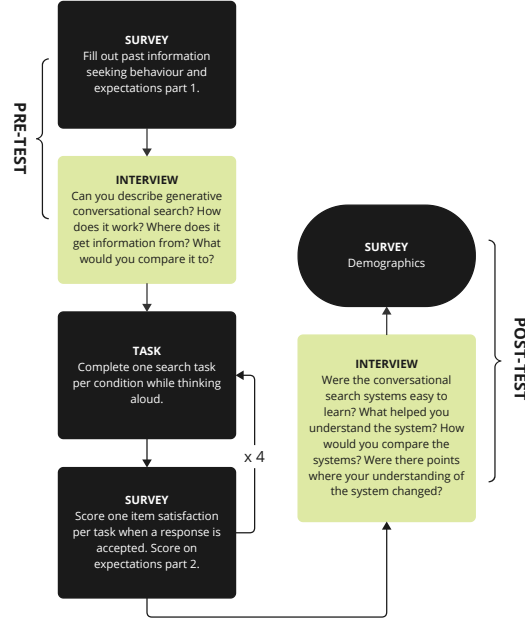 PRE-TEST
SURVEY
Fill out past information
seeking behaviour and
expectations part 1.
INTERVIEW
Can you describe generative
conversational search? How
does it work? Where does it
get information from? What
would you compare it to?
TASK
Complete one search task
per condition while thinking
aloud.
x 4
SURVEY
Score one item satisfaction
per task when a response is
accepted. Score on
expectations part 2.
SURVEY
Demographics
INTERVIEW
Were the conversational
search systems easy to
learn? What helped you
understand the system? How
would you compare the
systems? Were there points
where your understanding of
the system changed?
POST-TEST